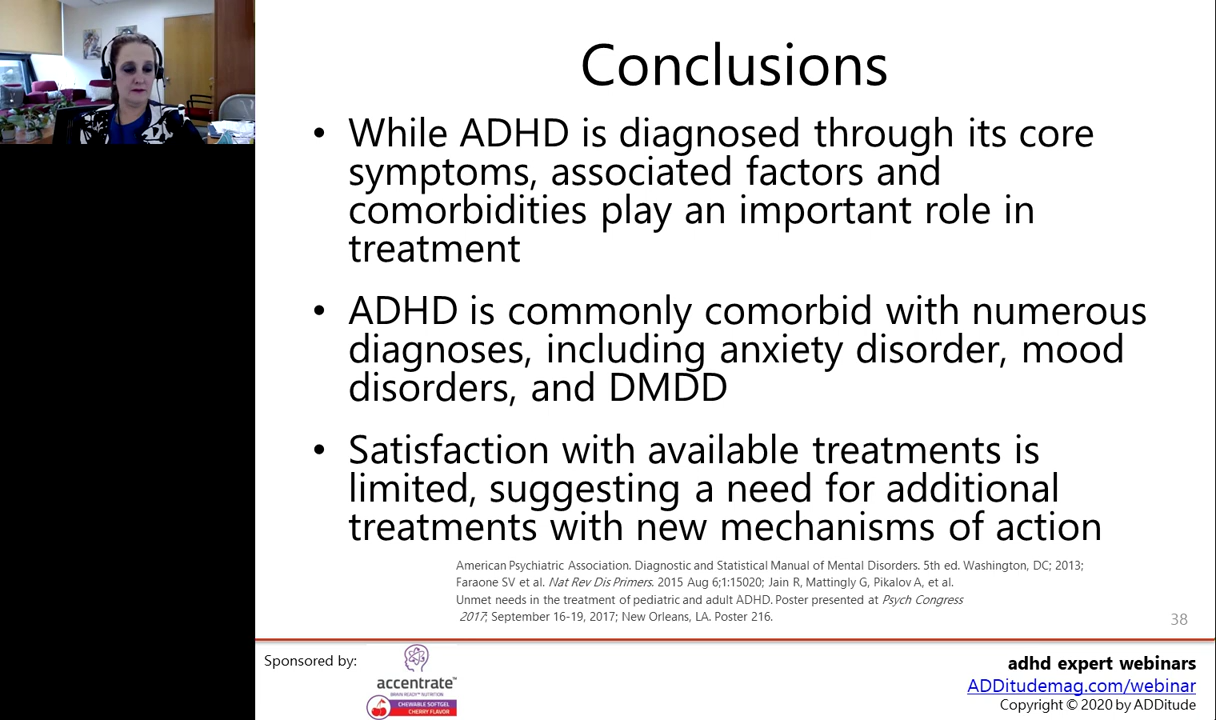 Conclusions
• While ADHD is diagnosed through its core
symptoms, associated factors and
comorbidities play an important role in
treatment
• ADHD is commonly comorbid with numerous
diagnoses, including anxiety disorder, mood
disorders, and DMDD
• Satisfaction with available treatments is
limited, suggesting a need for additional
treatments with new mechanisms of action
American Psychiatric Association. Diagnostic and Statistical Manual of Mental Disorders. 5th ed. Washington, DC; 2013;
Faraone SV et al. Nat Rev Dis Primers. 2015 Aug 6;1:15020; Jain R, Mattingly G, Pikalov A, et al.
Unmet needs in the treatment of pediatric and adult ADHD. Poster presented at Psych Congress
2017; September 16-19, 2017; New Orleans, LA. Poster 216.
38
Sponsored by:
accentrate™
BRAIN READY™ NUTRITION
CHEWABLE SOFTGEL
CHERRY FLAVOR
adhd expert webinars
ADDitudemag.com/webinar
Copyright © 2020 by ADDitude